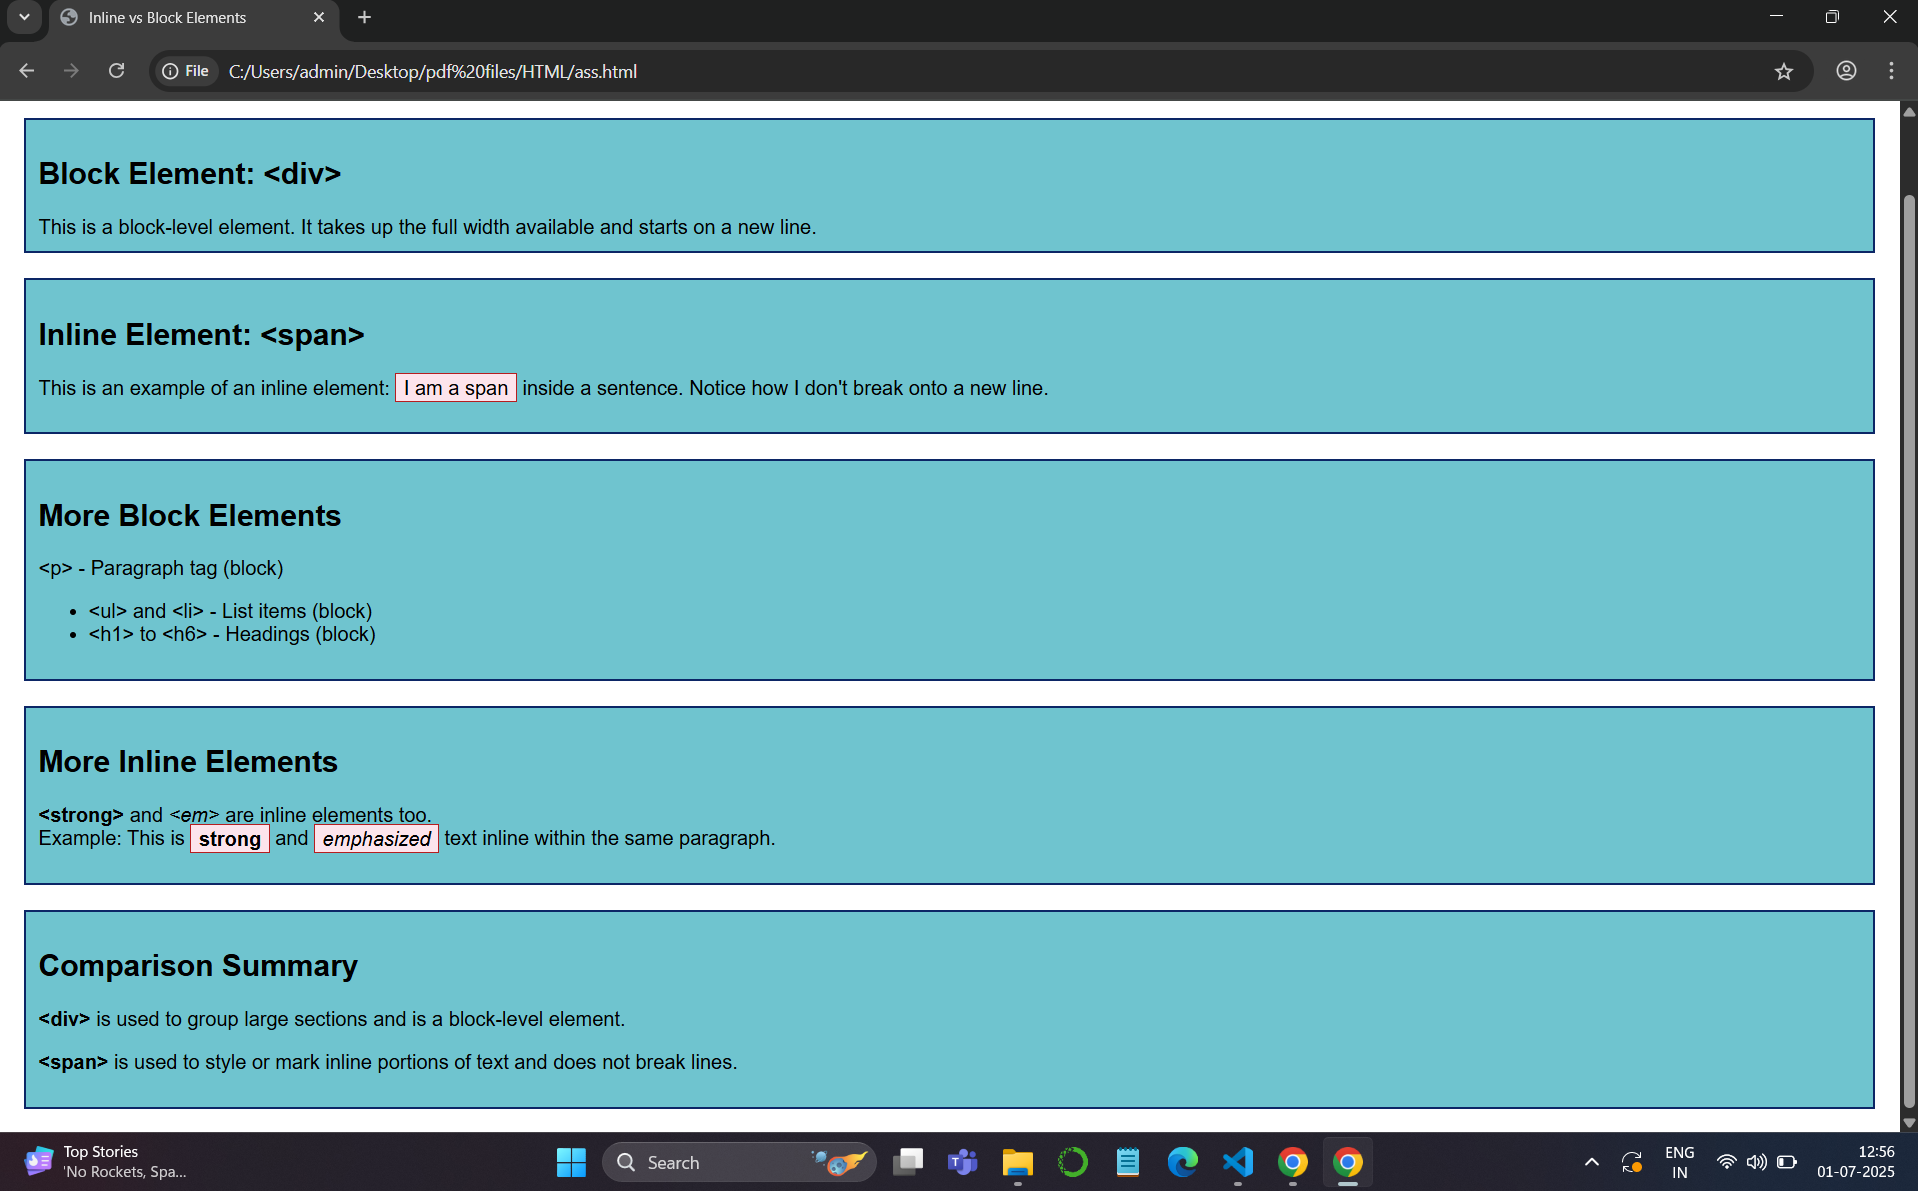 Inline vs Block Elements
File
C:/Users/admin/Desktop/pdf%20files/HTML/ass.html
Block Element: <div>
This is a block-level element. It takes up the full width available and starts on a new line.
Inline Element: <span>
This is an example of an inline element: I am a span inside a sentence. Notice how I don't break onto a new line.
More Block Elements
<p> - Paragraph tag (block)
• <ul> and <li> - List items (block)
• <h1> to <h6> - Headings (block)
More Inline Elements
<strong> and <em> are inline elements too.
Example: This is strong and emphasized text inline within the same paragraph.
Comparison Summary
<div> is used to group large sections and is a block-level element.
<span> is used to style or mark inline portions of text and does not break lines.
Top Stories
'No Rockets, Spa...
Search
ENG
IN
12:56
01-07-2025